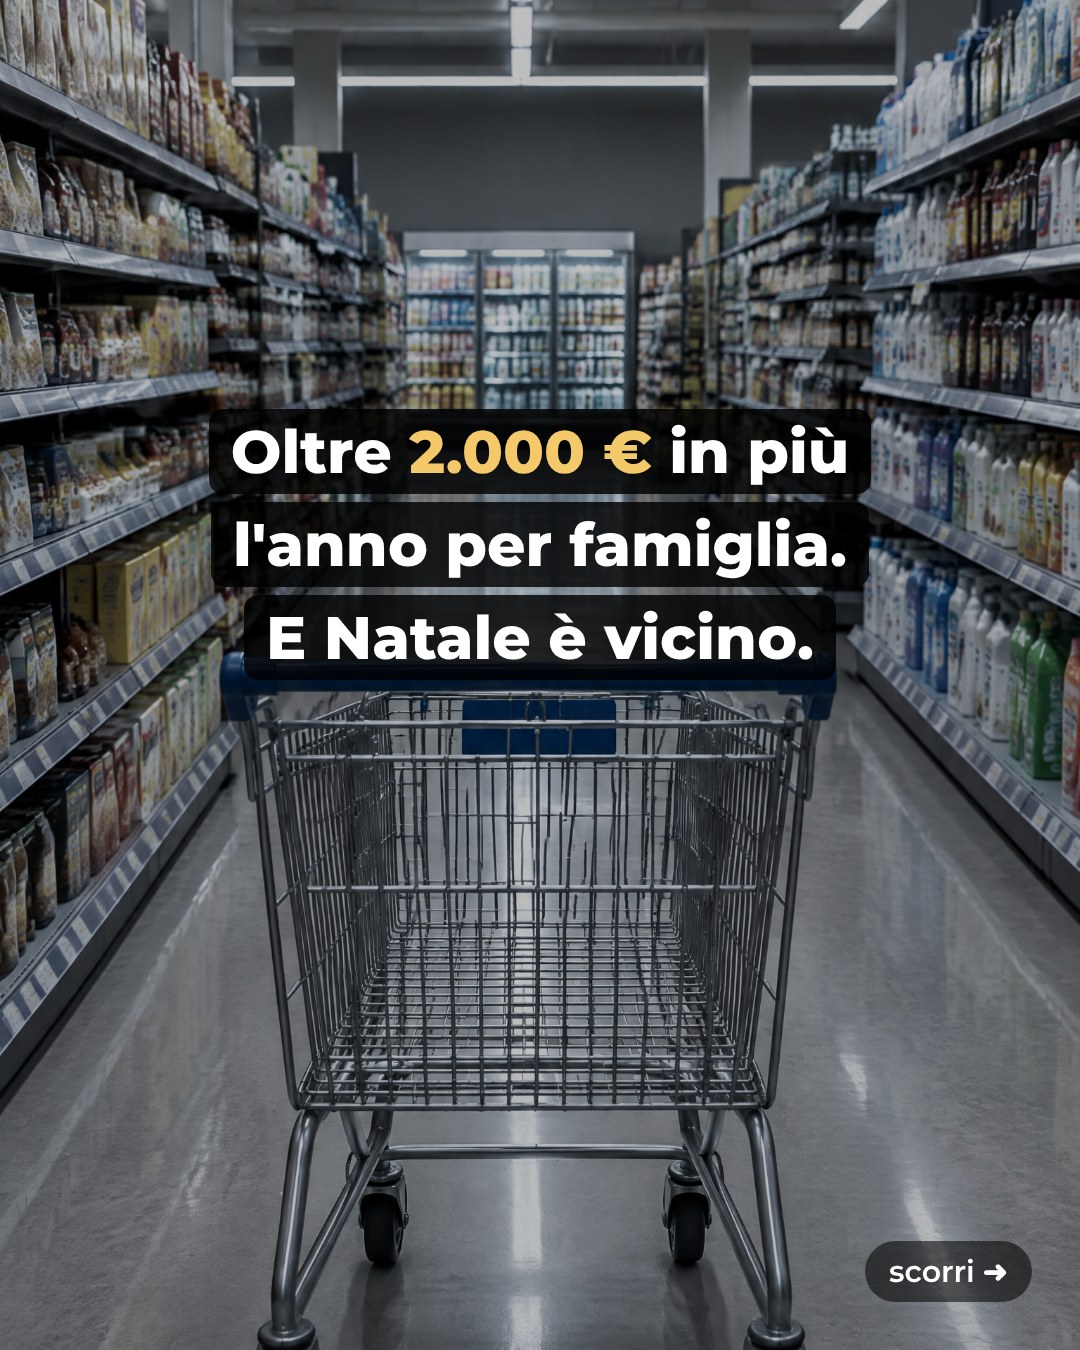 Oltre 2.000 € in più
l'anno per famiglia.
E Natale è vicino.
scorri ➜